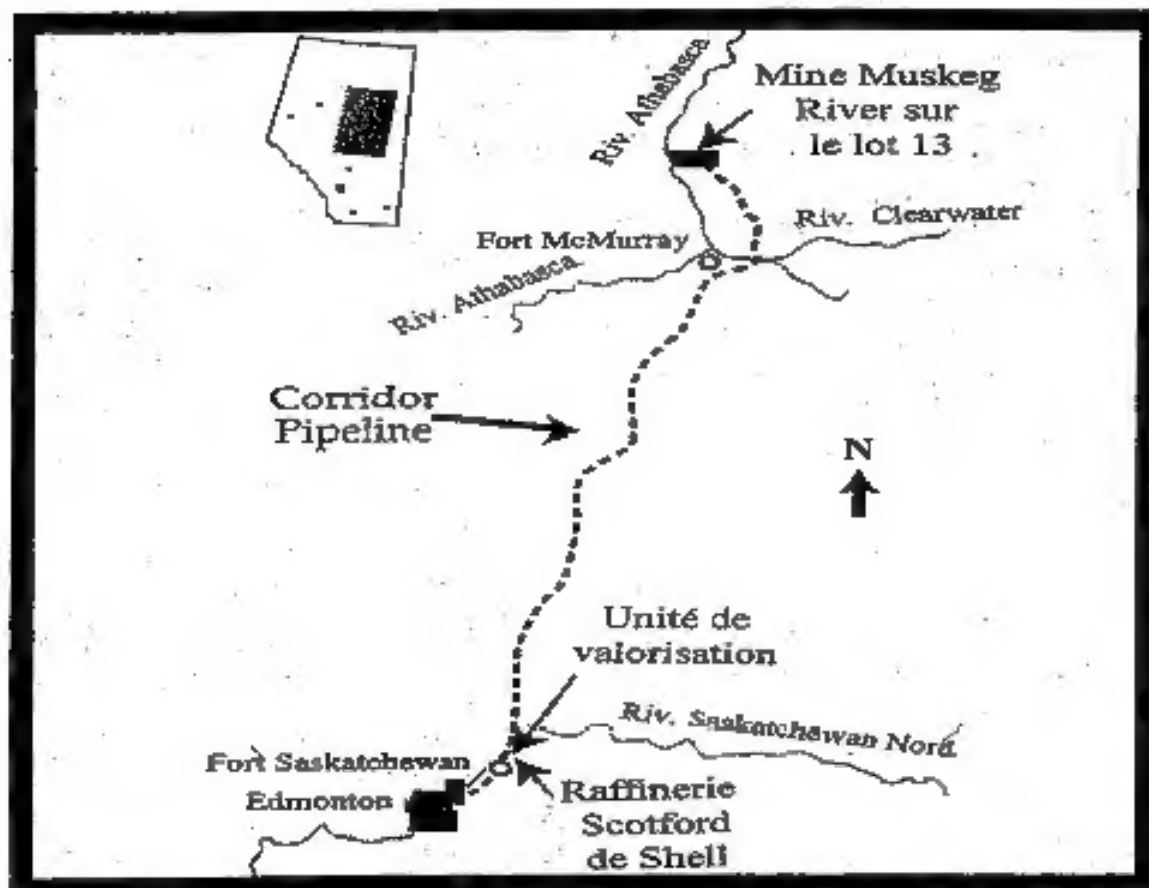 Riv. Athabasca
Mine Muskeg
River sur
le lot 13
Riv. Clearwater
Fort McMurray
Riv. Athabasca
Corridor
Pipeline
N
Unité de
valorisation
Riv. Saskatchewan Nord
Fort Saskatchewan
Edmonton
Raffinerie
Scotford
de Shell